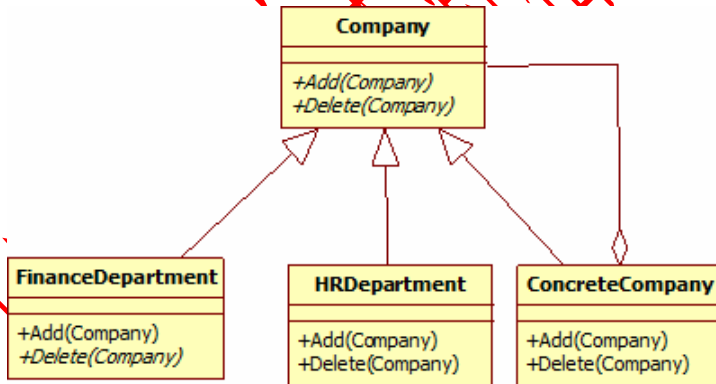 Company
+Add(Company)
+Delete(Company)
FinanceDepartment
+Add(Company)
+Delete(Company)
HRDepartment
+Add(Company)
+Delete(Company)
ConcreteCompany
+Add(Company)
+Delete(Company)